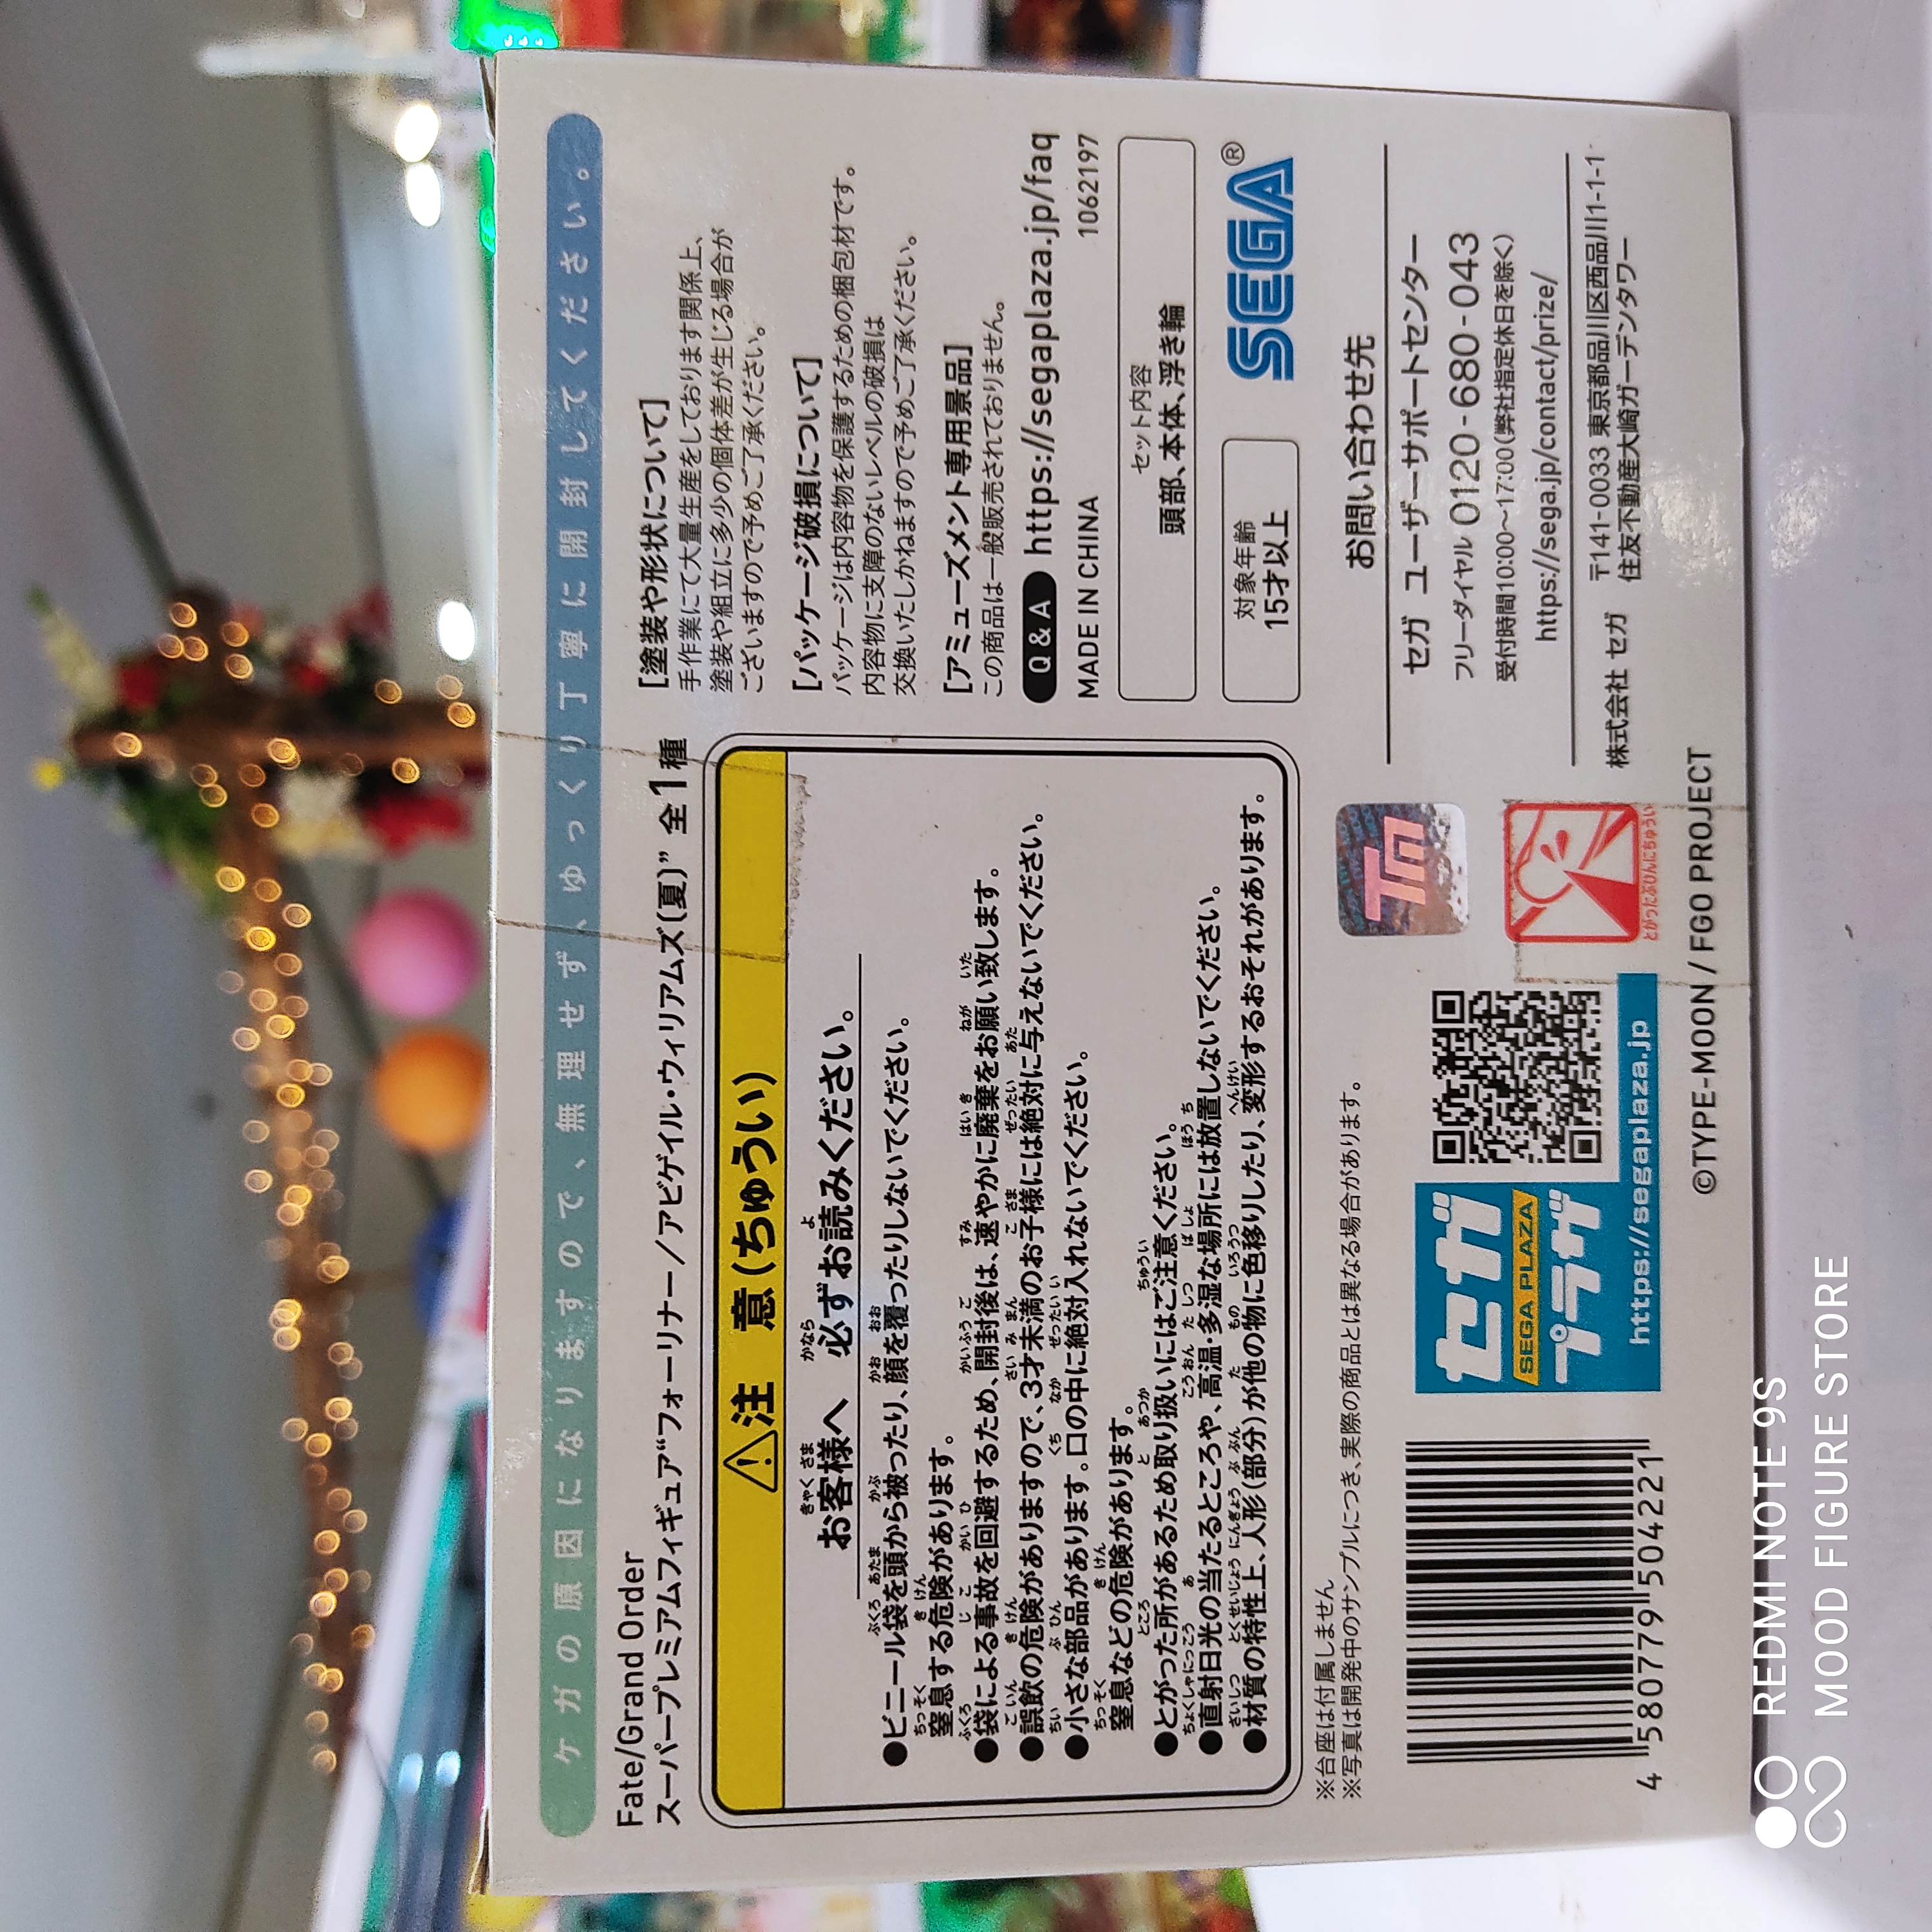 ケガの原因になりますので、無理せず、ゆっくり丁寧に開封してください。
Fate/Grand Order
スーパープレミアムフィギュア“フォーリナー/アビゲイル・ウィリアムズ(夏)” 全1種
注 意(ちゅうい)
お客様へ 必ずお読みください。
●ビニール袋を頭から被ったり、顔を覆ったりしないでください。
窒息する危険があります。
●袋による事故を回避するため、開封後は、速やかに廃棄をお願い致します。
●誤飲の危険がありますので、3才未満のお子様には絶対に与えないでください。
●小さな部品があります。口の中に絶対入れないでください。
窒息などの危険があります。
●とがった所があるため取り扱いにはご注意ください。
●直射日光の当たるところや、高温・多湿な場所には放置しないでください。
●材質の特性上、人形(部分)が他の物に色移りしたり、変形するおそれがあります。
※台座は付属しません
※写真は開発中のサンプルにつき、実際の商品とは異なる場合があります。
4 580779 504221
セガ
SEGA PLAZA
プラザ
https://segaplaza.jp
Tn
とがったぶひんにちゅうい
[塗装や形状について]
手作業にて大量生産をしております関係上、
塗装や組立に多少の個体差が生じる場合が
ございますので予めご了承ください。
[パッケージ破損について]
パッケージは内容物を保護するための梱包材です。
内容物に支障のないレベルの破損は
交換いたしかねますので予めご了承ください。
[アミューズメント専用景品]
この商品は一般販売されておりません。
Q & A https://segaplaza.jp/faq
MADE IN CHINA 1062197
セット内容
頭部、本体、浮き輪
対象年齢
15才以上
SEGA®
お問い合わせ先
セガ ユーザーサポートセンター
フリーダイヤル 0120-680-043
受付時間10:00〜17:00(弊社指定休日を除く)
https://sega.jp/contact/prize/
株式会社 セガ 〒141-0033 東京都品川区西品川1-1-1
住友不動産大崎ガーデンタワー
©TYPE-MOON / FGO PROJECT
REDMI NOTE 9S
MOOD FIGURE STORE